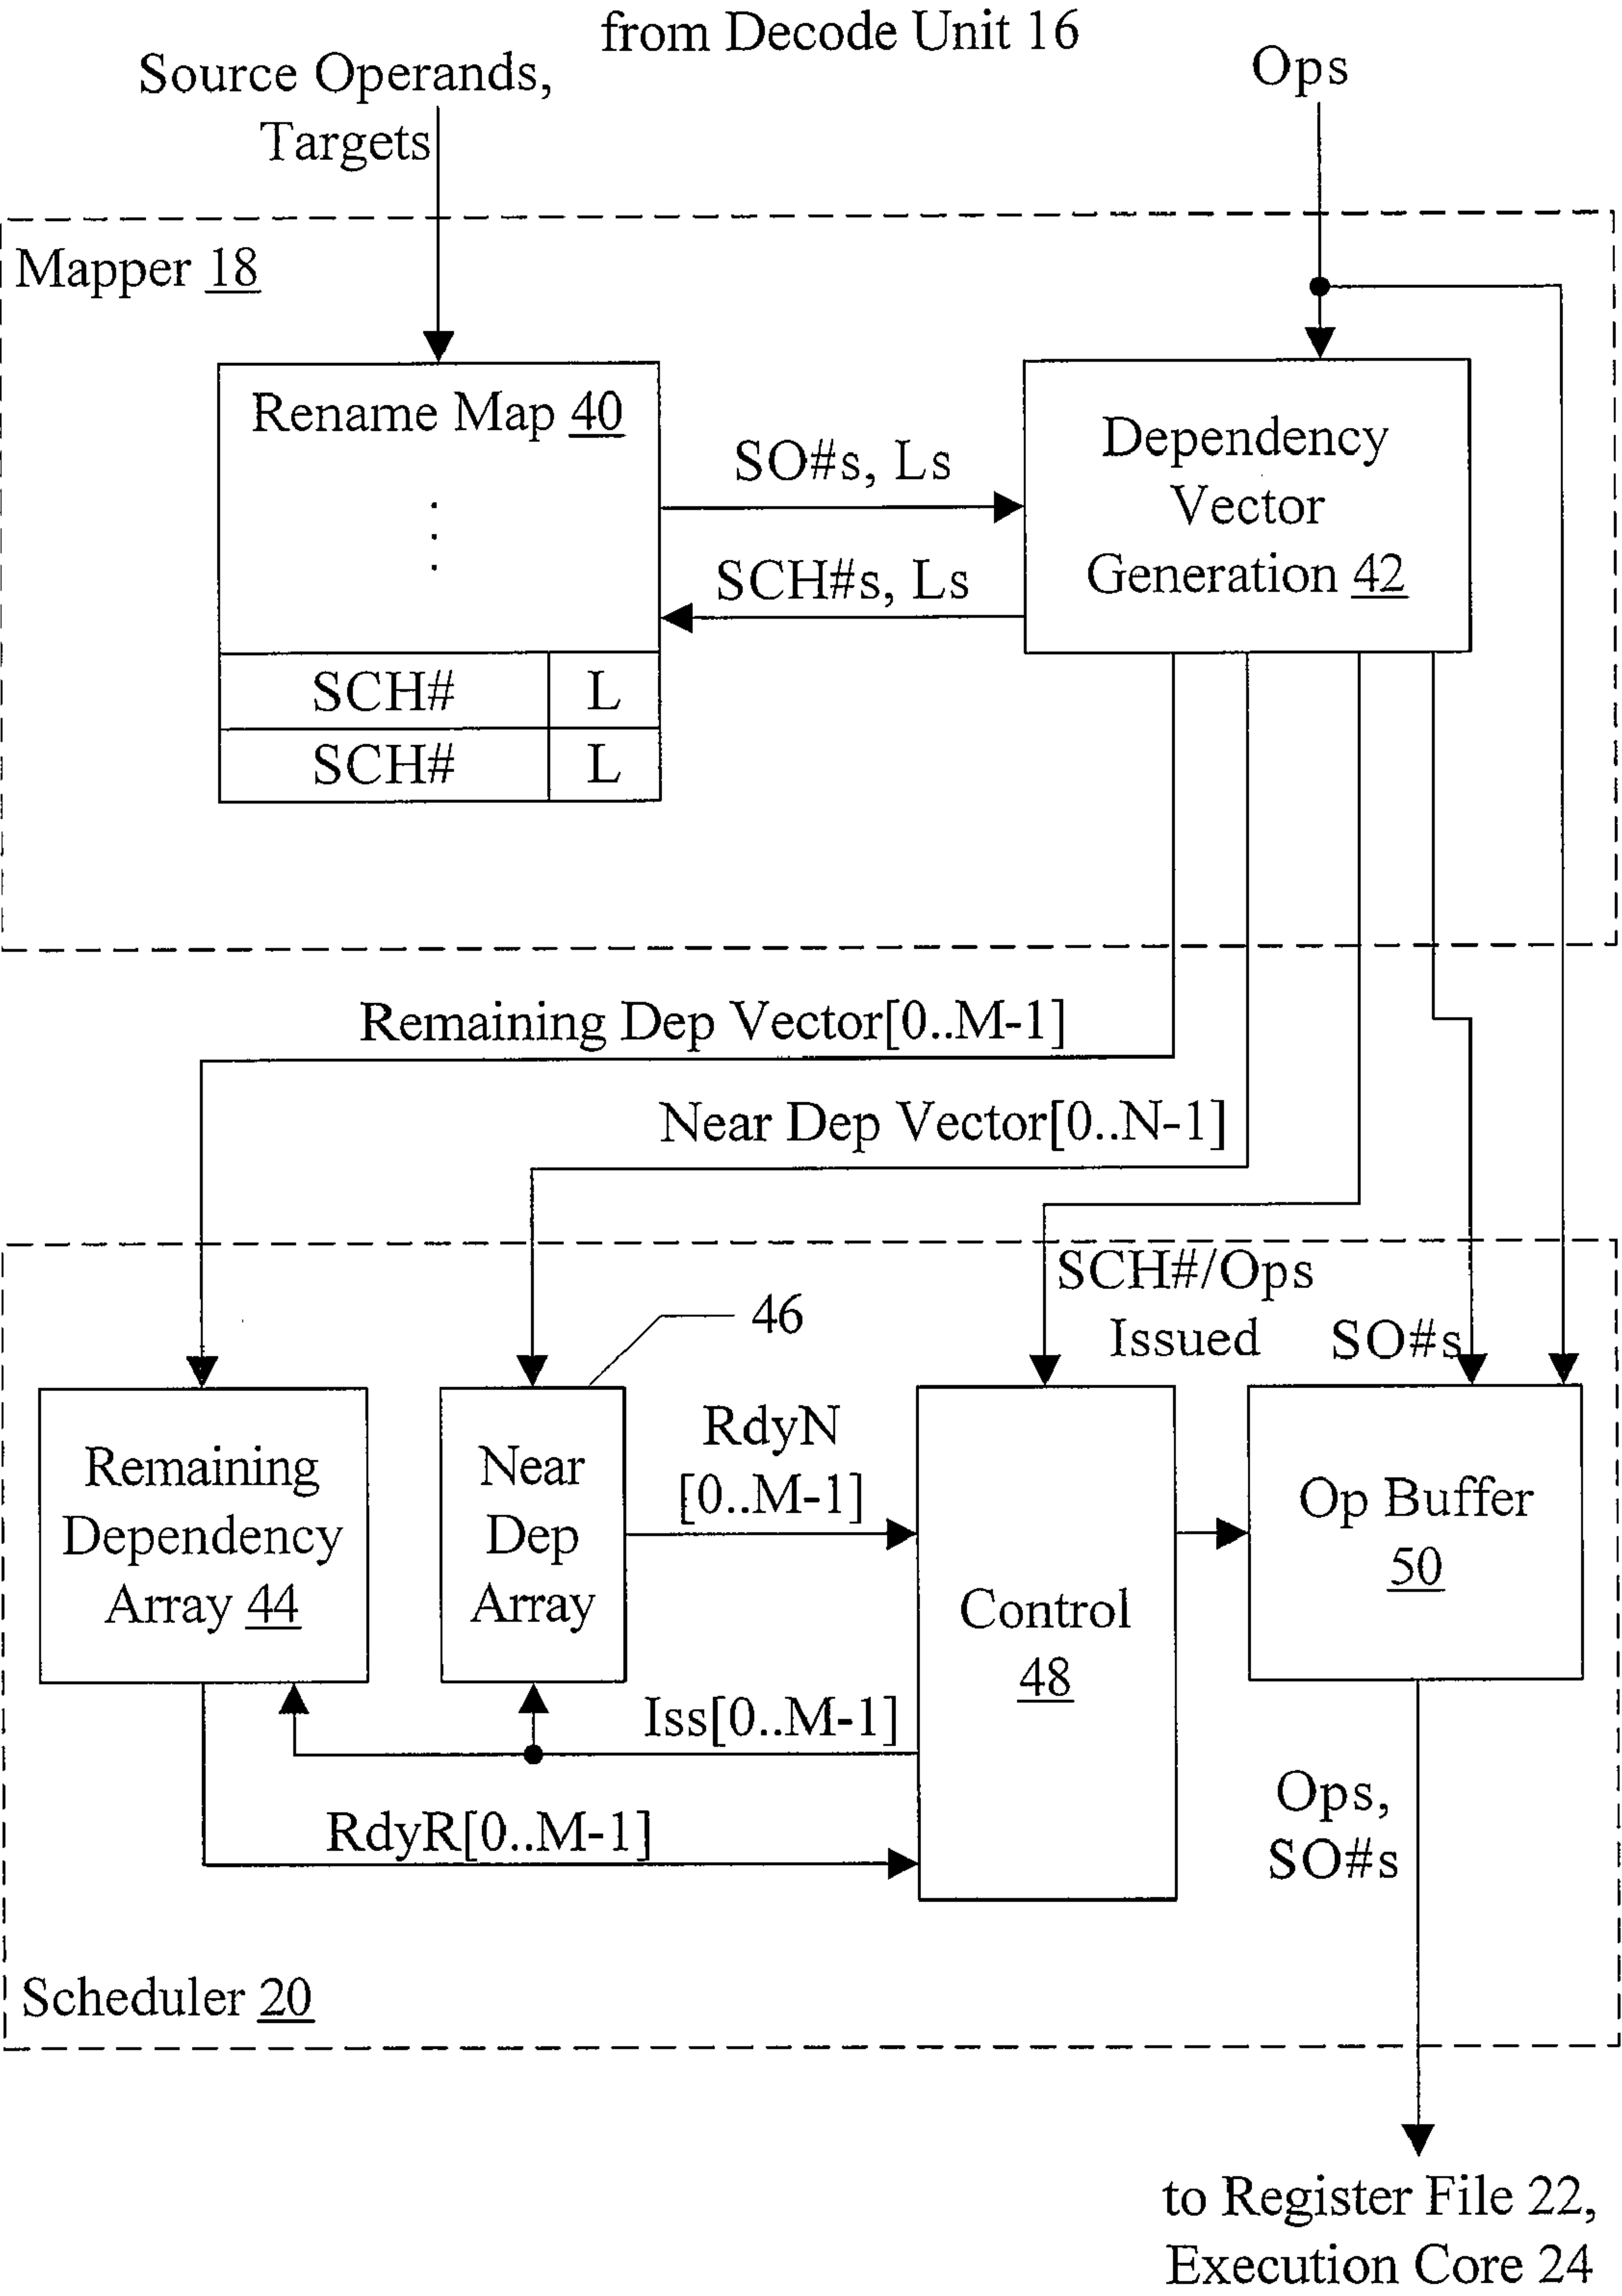 from Decode Unit 16
Source Operands,
Targets
Ops
Mapper 18
Rename Map 40
.
.
.
SCH# L
SCH# L
SO#s, Ls
SCH#s, Ls
Dependency
Vector
Generation 42
Remaining Dep Vector[0..M-1]
Near Dep Vector[0..N-1]
SCH#/Ops
Issued
SO#s
46
Remaining
Dependency
Array 44
Near
Dep
Array
RdyN
[0..M-1]
Control
48
Op Buffer
50
Iss[0..M-1]
RdyR[0..M-1]
Ops,
SO#s
Scheduler 20
to Register File 22,
Execution Core 24